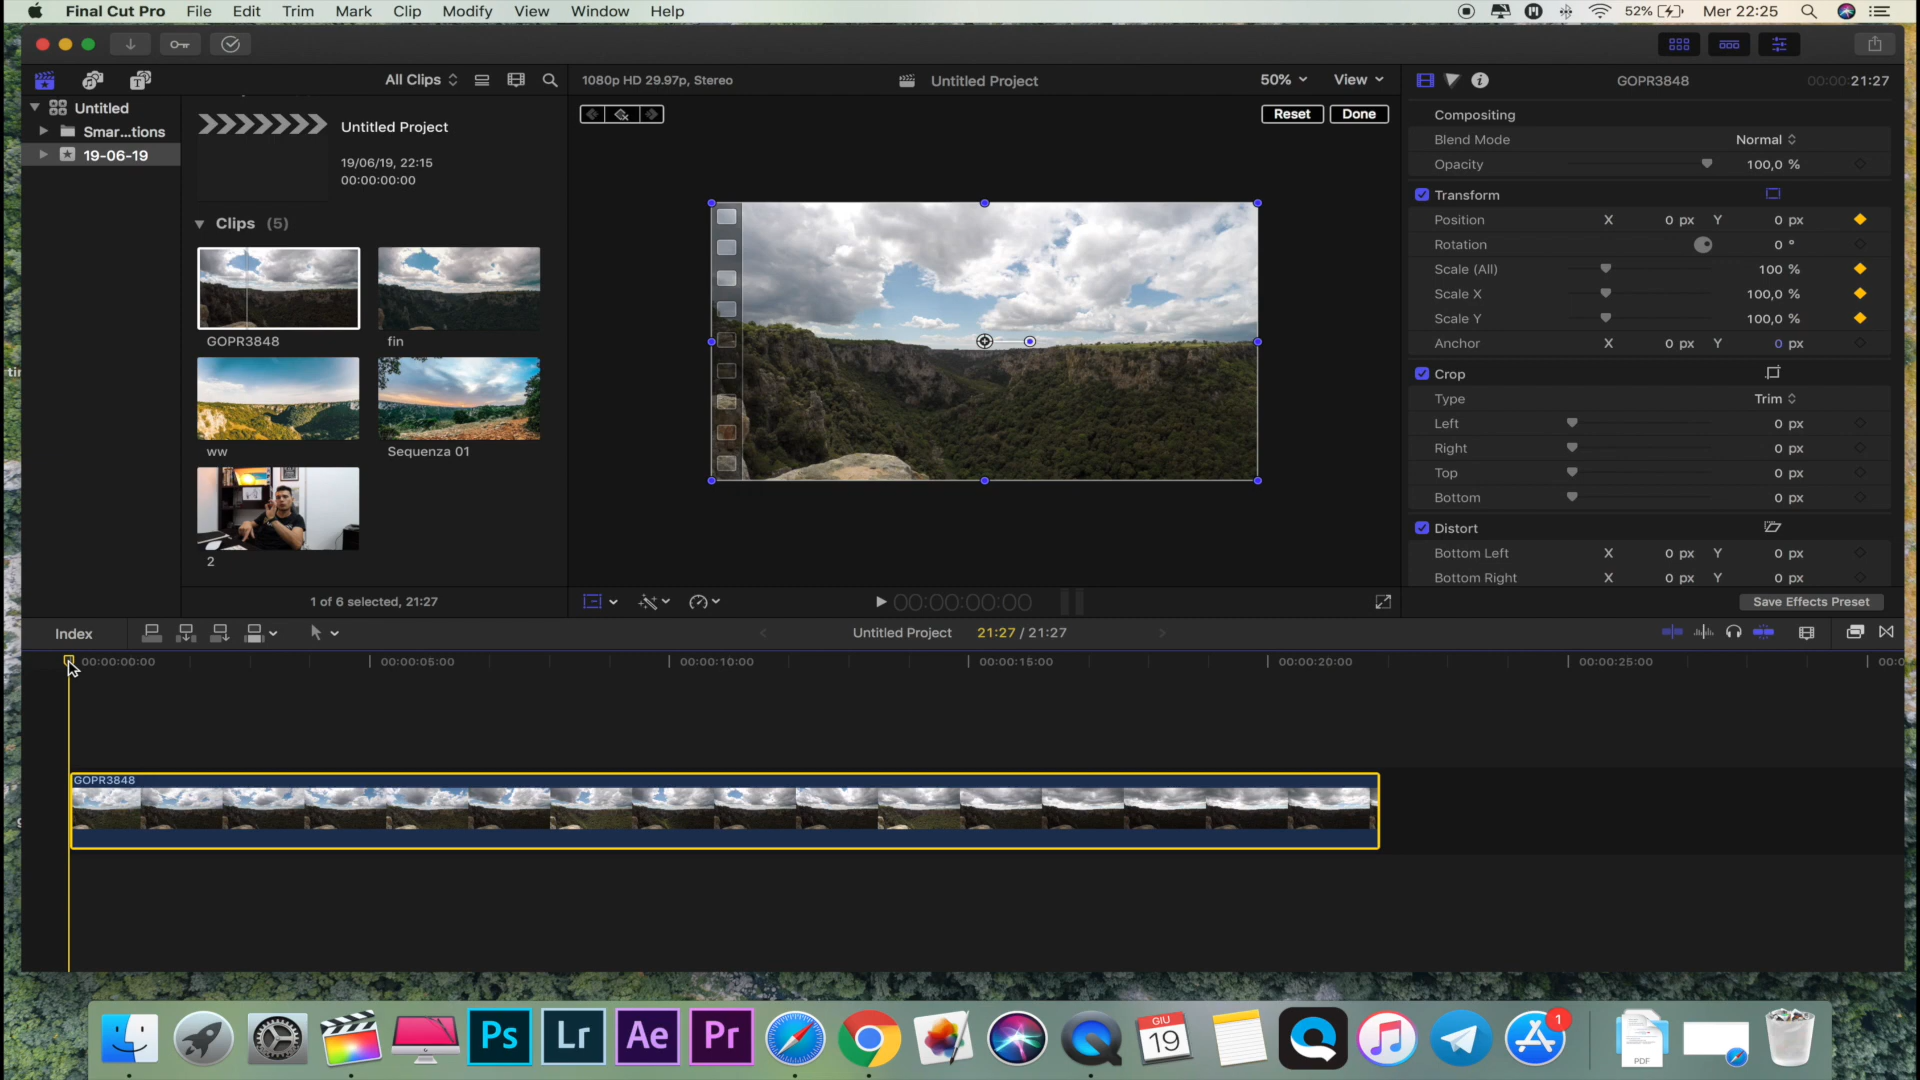 Final Cut Pro File Edit Trim Mark Clip Modify View Window Help 52% Mer 22:25
All Clips 1080p HD 29.97p, Stereo Untitled Project 50% View GOPR3848 00:00:21:27
Untitled
Smar...tions
19-06-19
Untitled Project
19/06/19, 22:15
00:00:00:00
Clips (5)
GOPR3848 fin
ww Sequenza 01
2
1 of 6 selected, 21:27
Reset Done
00:00:00:00
Compositing
Blend Mode Normal
Opacity 100,0 %
Transform
Position X 0 px Y 0 px
Rotation 0 °
Scale (All) 100 %
Scale X 100,0 %
Scale Y 100,0 %
Anchor X 0 px Y 0 px
Crop
Type Trim
Left 0 px
Right 0 px
Top 0 px
Bottom 0 px
Distort
Bottom Left X 0 px Y 0 px
Bottom Right X 0 px Y 0 px
Save Effects Preset
Index Untitled Project 21:27 / 21:27
00:00:00:00 00:00:05:00 00:00:10:00 00:00:15:00 00:00:20:00 00:00:25:00
GOPR3848
Ps Lr Ae Pr GIU 19 PDF 1